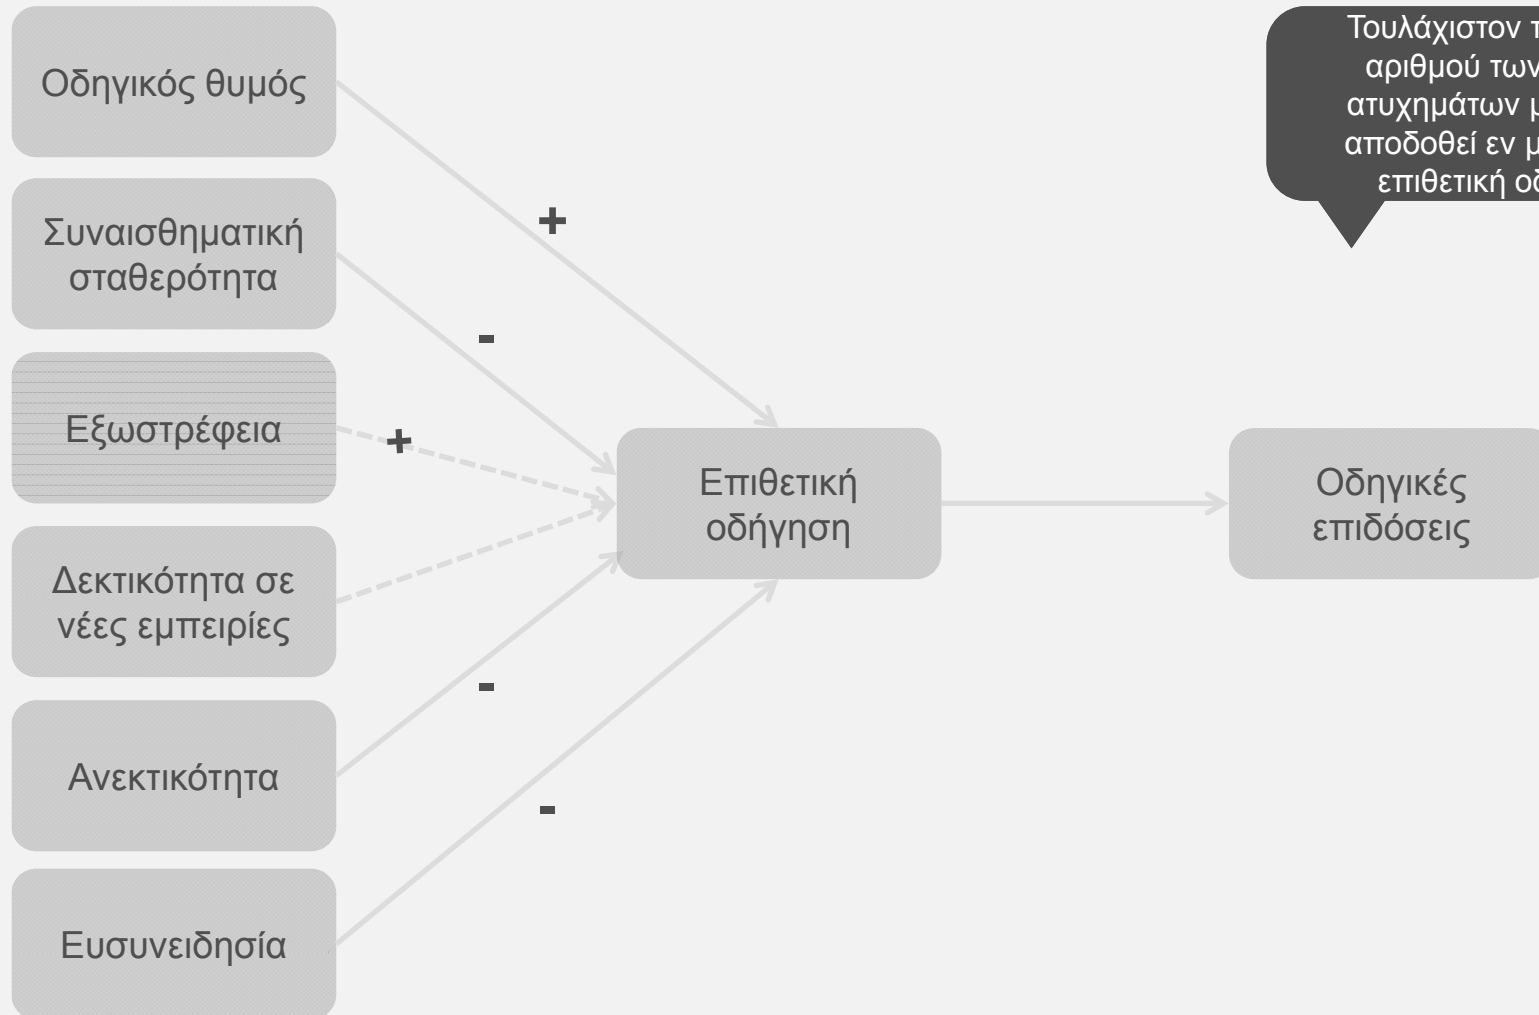 Οδηγικός θυμός
Συναισθηματική
σταθερότητα
Εξωστρέφεια
Δεκτικότητα σε
νέες εμπειρίες
Ανεκτικότητα
Ευσυνειδησία
+
-
+
-
-
Επιθετική
οδήγηση
Οδηγικές
επιδόσεις
Τουλάχιστον
αριθμού των
ατυχημάτων
αποδοθεί εν
επιθετική